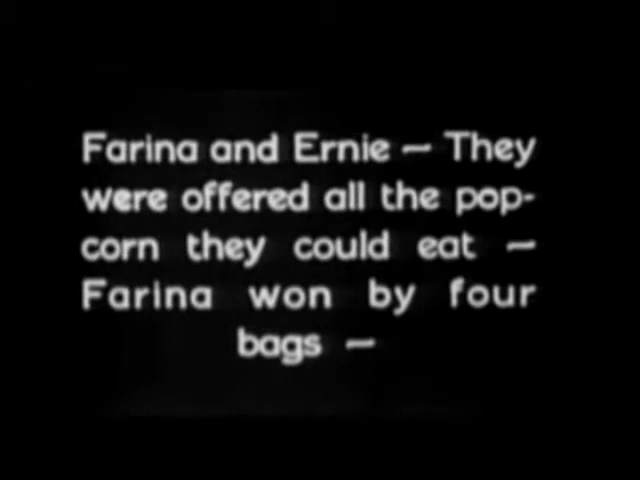 Farina and Ernie — They
were offered all the pop-
corn they could eat —
Farina won by four
bags —